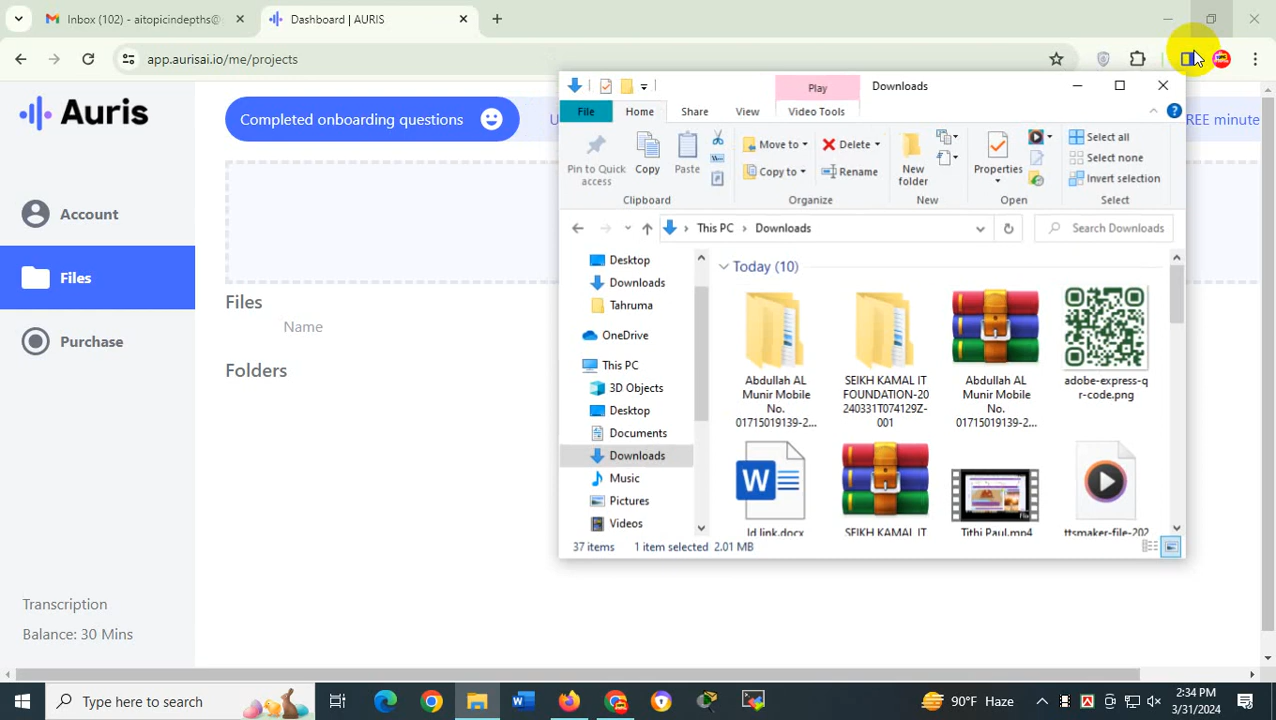 Inbox (102) - aitopicindepths@
Dashboard | AURIS
app.aurisai.io/me/projects
Auris
Completed onboarding questions
U
REE minute
Account
Files
Purchase
Files
Name
Folders
Transcription
Balance: 30 Mins
Play
Downloads
File
Home
Share
View
Video Tools
Pin to Quick
access
Copy
Paste
Move to
Copy to
Delete
Rename
New
folder
Properties
Select all
Select none
Invert selection
Clipboard
Organize
New
Open
Select
This PC
Downloads
Search Downloads
Desktop
Downloads
Tahruma
OneDrive
This PC
3D Objects
Desktop
Documents
Downloads
Music
Pictures
Videos
Today (10)
Abdullah AL
Munir Mobile
No.
01715019139-2...
SEIKH KAMAL IT
FOUNDATION-20
240331T074129Z-
001
Abdullah AL
Munir Mobile
No.
01715019139-2...
adobe-express-q
r-code.png
Id link.docx
SEIKH KAMAL IT
Tithi Paul.mp4
ttsmaker-file-202
37 items
1 item selected 2.01 MB
Type here to search
90°F Haze
2:34 PM
3/31/2024